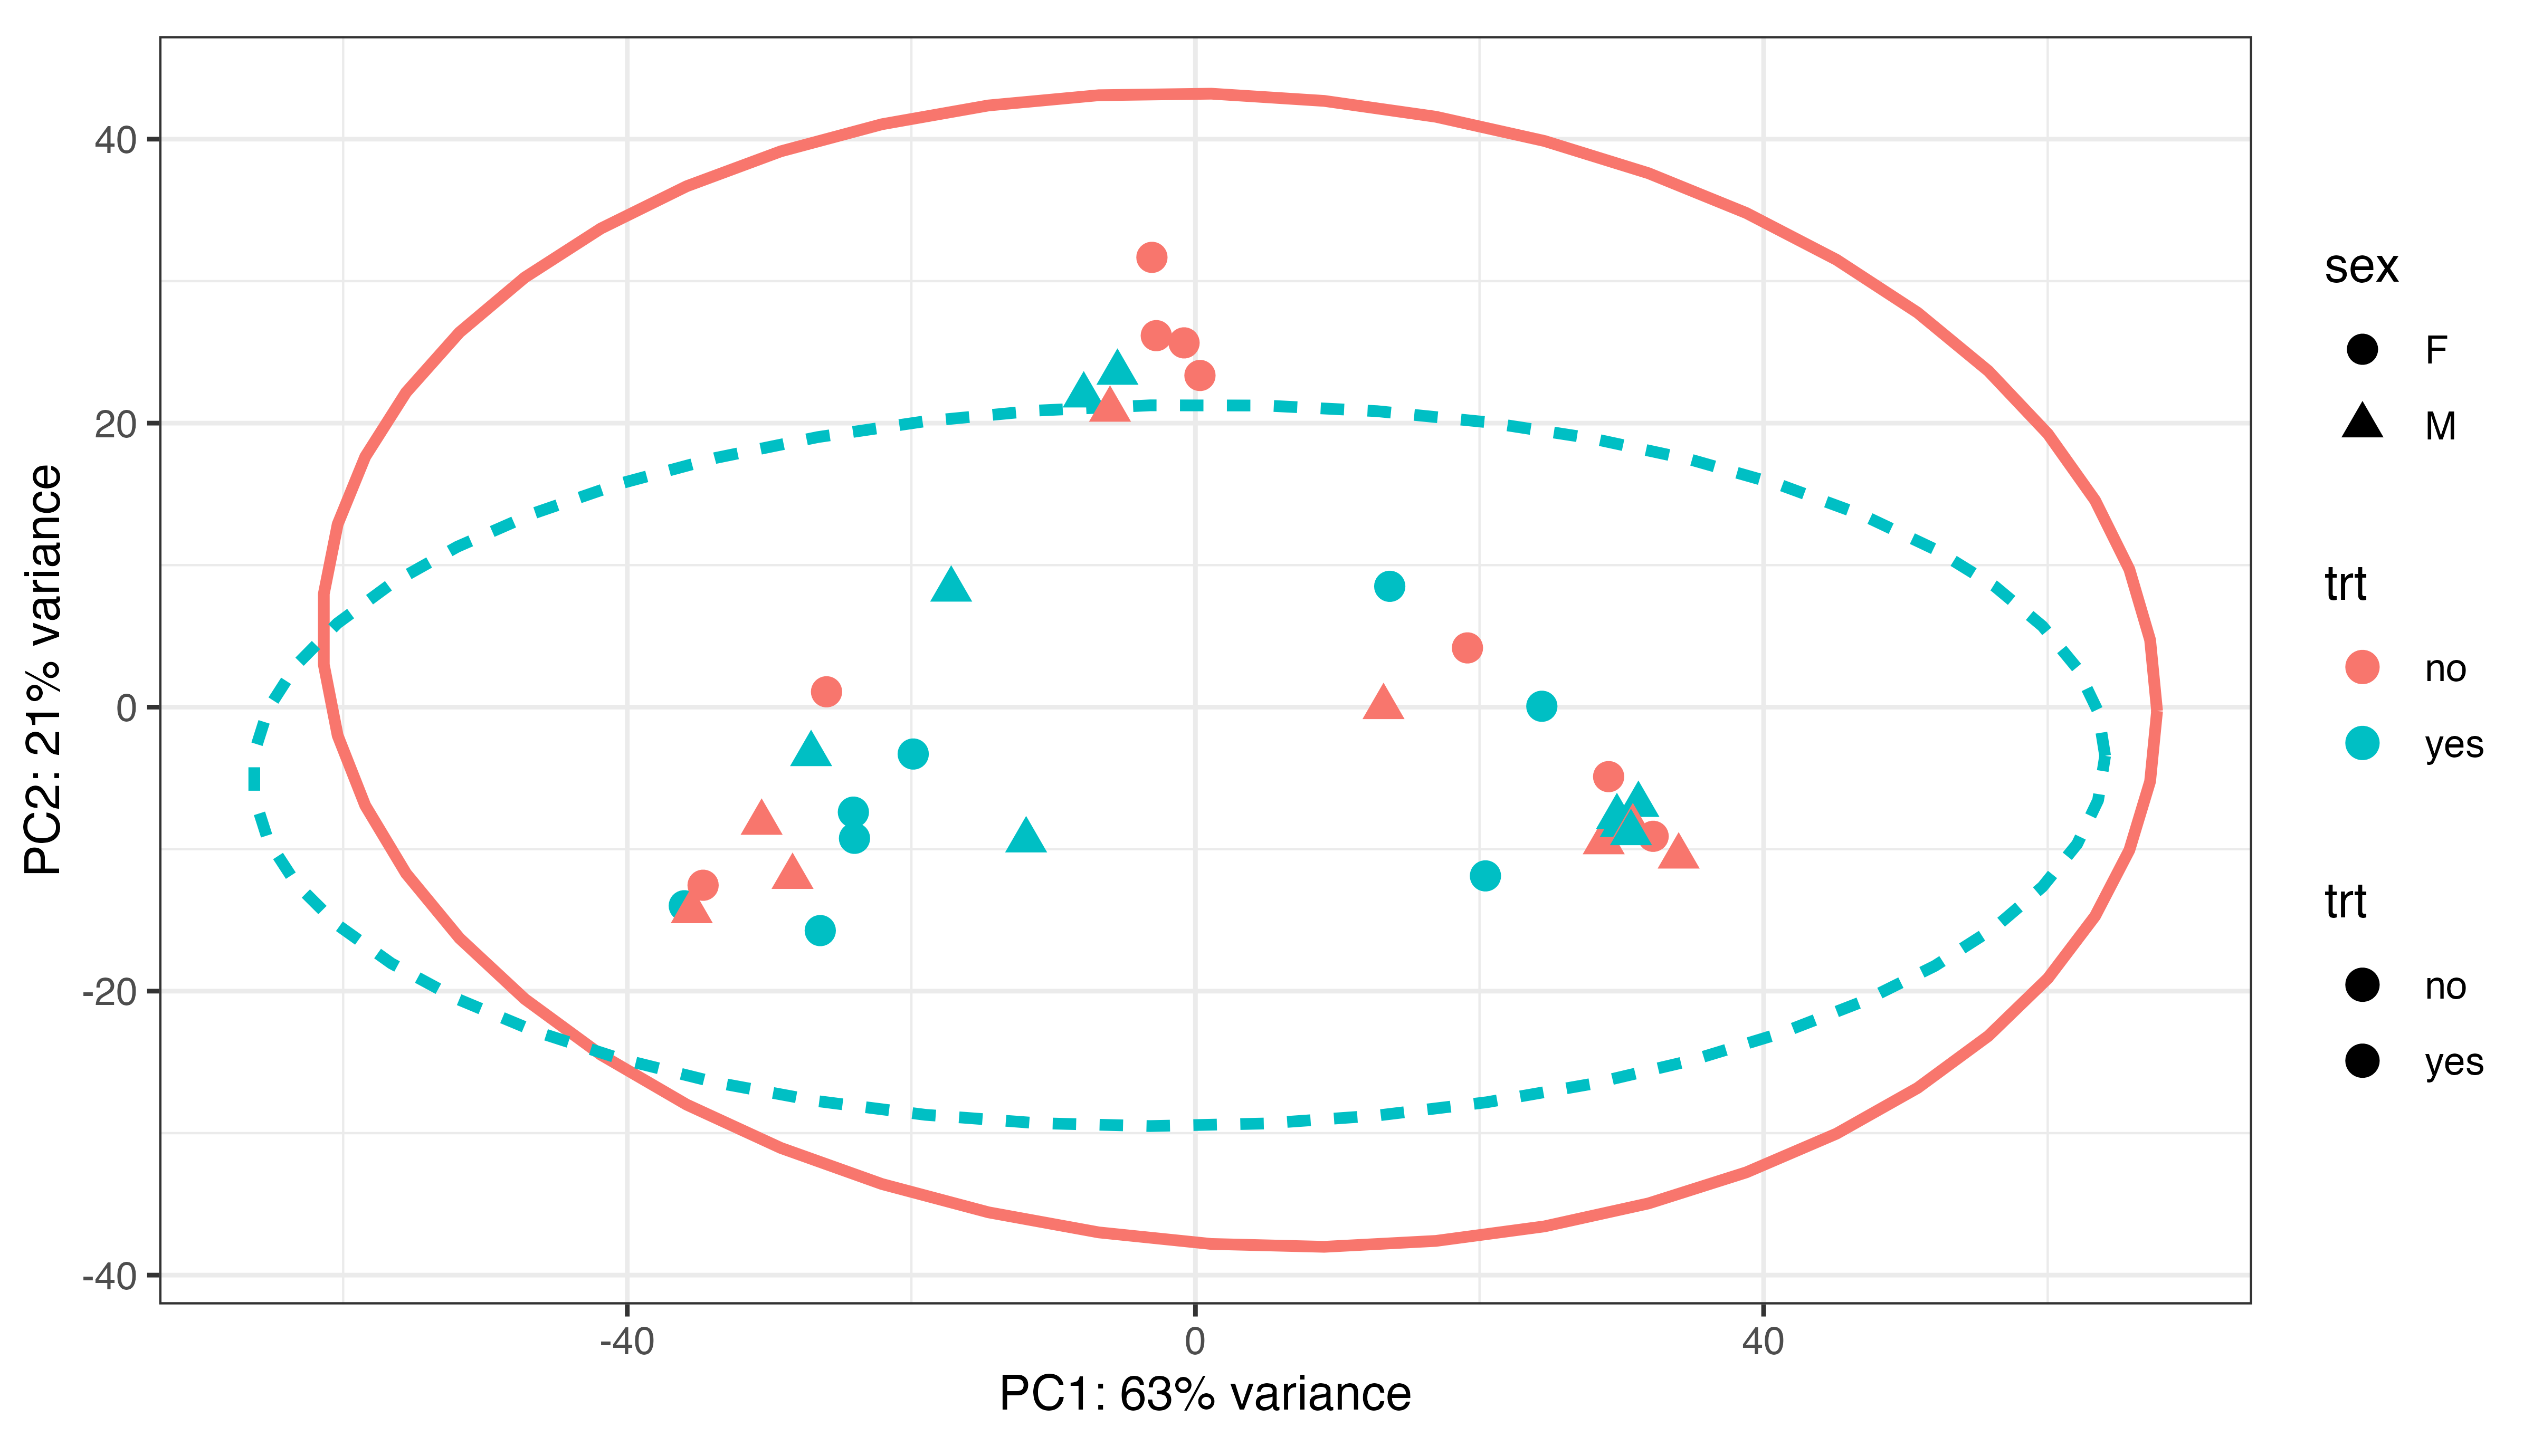 40
20
0
-20
-40
-40
0
40
PC1: 63% variance
PC2: 21% variance
sex
F
M
trt
no
yes
trt
no
yes